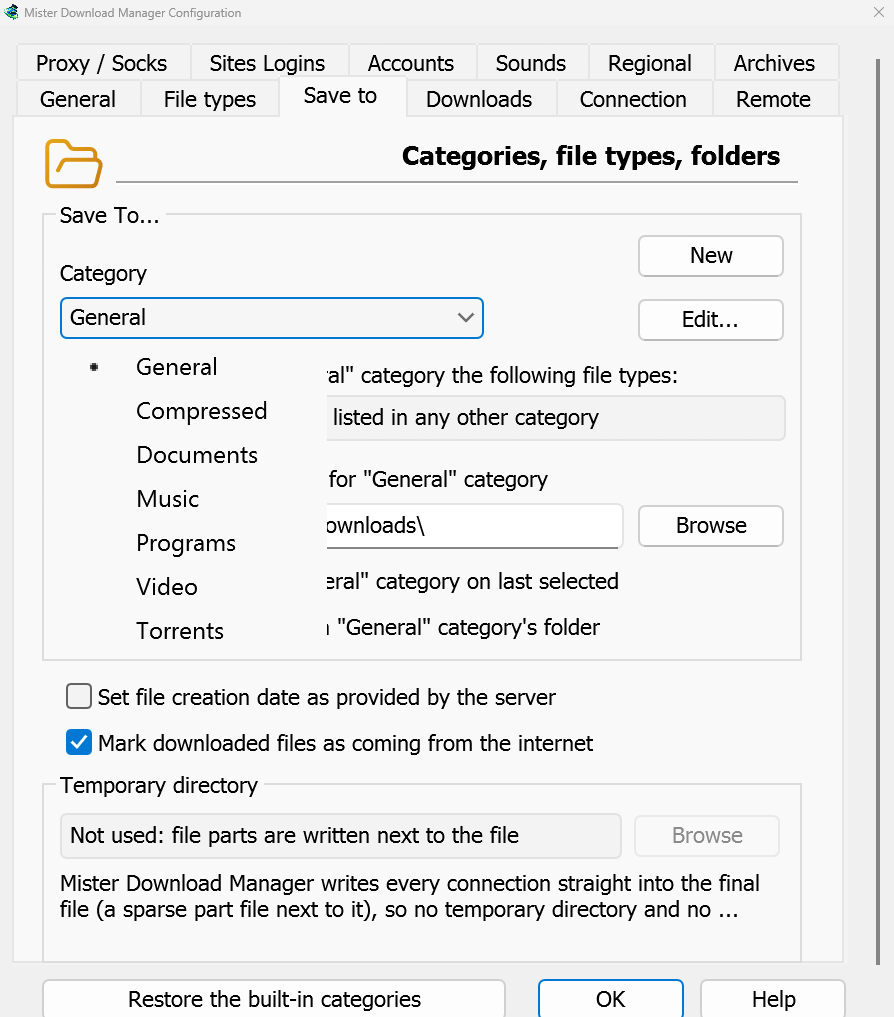 Mister Download Manager Configuration
Proxy / Socks Sites Logins Accounts Sounds Regional Archives
General File types Save to Downloads Connection Remote
Categories, file types, folders
Save To...
New
Category
General
Edit...
General
al" category the following file types:
Compressed
listed in any other category
Documents
for "General" category
Music
ownloads\
Browse
Programs
Video
eral" category on last selected
Torrents
"General" category's folder
Set file creation date as provided by the server
Mark downloaded files as coming from the internet
Temporary directory
Not used: file parts are written next to the file
Browse
Mister Download Manager writes every connection straight into the final
file (a sparse part file next to it), so no temporary directory and no ...
Restore the built-in categories
OK
Help